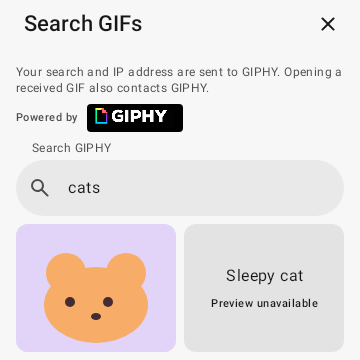 Search GIFs
Your search and IP address are sent to GIPHY. Opening a
received GIF also contacts GIPHY.
Powered by GIPHY
Search GIPHY
cats
Sleepy cat
Preview unavailable